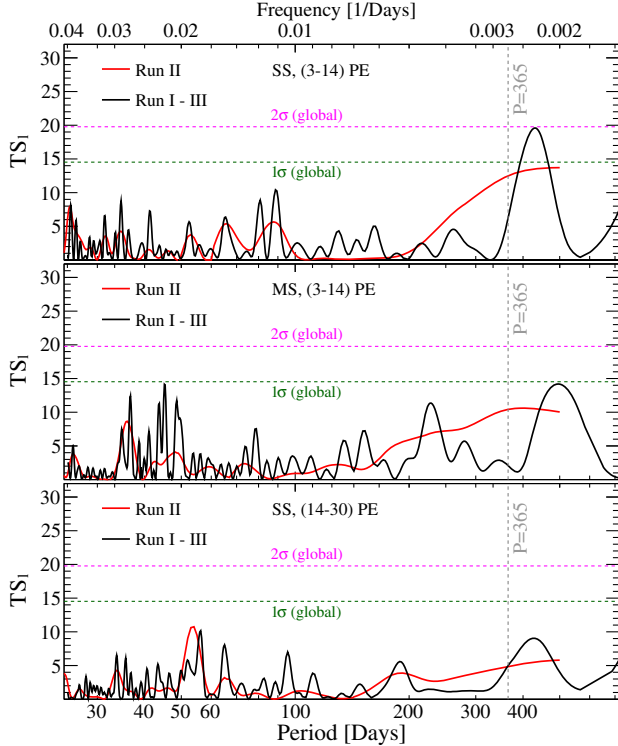 Frequency [1/Days]
0.04 0.03 0.02 0.01 0.003 0.002
30
25
20
15
10
5
TS1
Run II
Run I - III
SS, (3-14) PE
2σ (global)
1σ (global)
P=365
30
25
20
15
10
5
TS1
Run II
Run I - III
MS, (3-14) PE
2σ (global)
1σ (global)
P=365
30
25
20
15
10
5
TS1
Run II
Run I - III
SS, (14-30) PE
2σ (global)
1σ (global)
P=365
30 40 50 60 100 200 300 400
Period [Days]